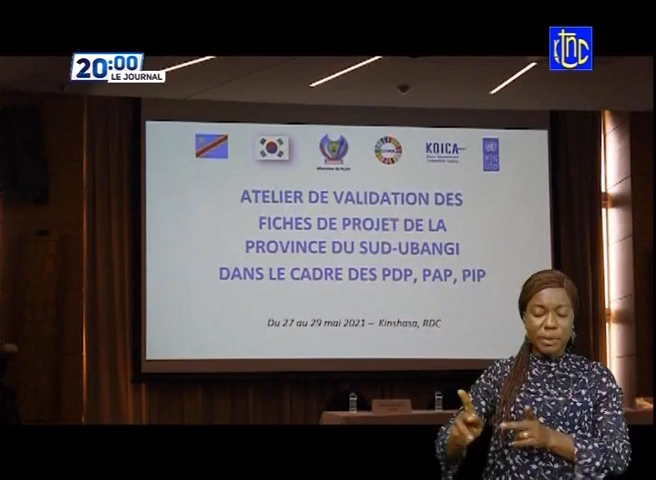 20:00
LE JOURNAL
rtnc
KOICA
ATELIER DE VALIDATION DES
FICHES DE PROJET DE LA
PROVINCE DU SUD-UBANGI
DANS LE CADRE DES PDP, PAP, PIP
Du 27 au 29 mai 2021 – Kinshasa, RDC